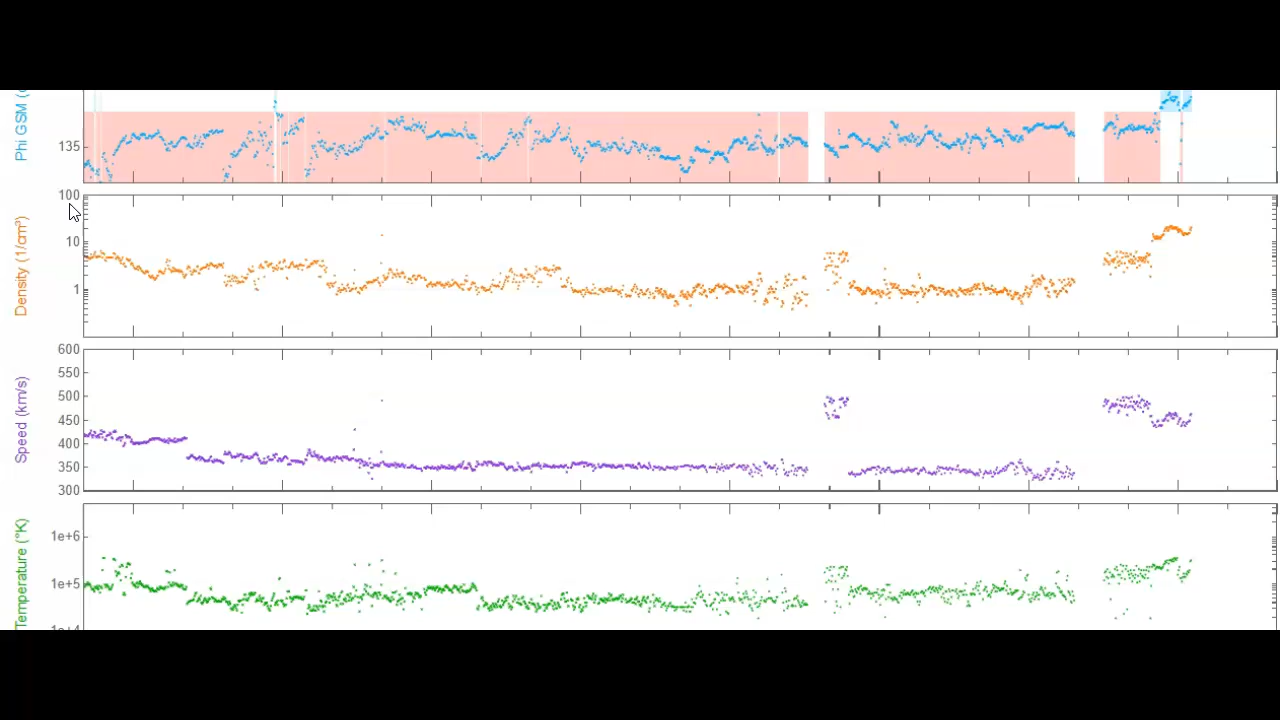 Phi GSM (
135
Density (1/cm³)
100
10
1
Speed (km/s)
600
550
500
450
400
350
300
Temperature (°K)
1e+6
1e+5
1e+4